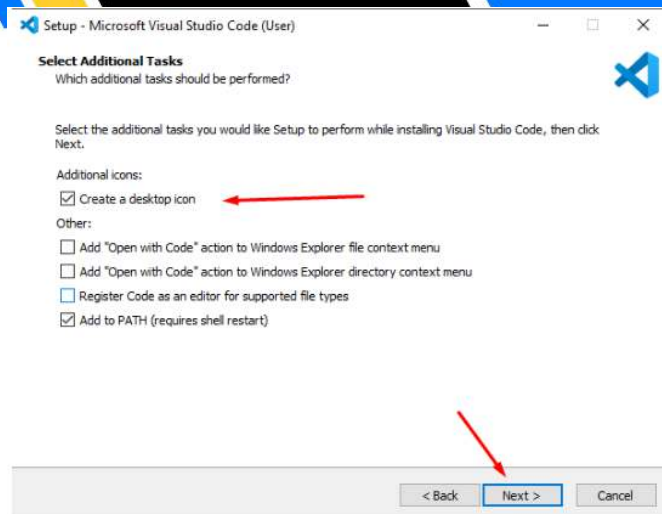 Setup - Microsoft Visual Studio Code (User)
Select Additional Tasks
Which additional tasks should be performed?
Select the additional tasks you would like Setup to perform while installing Visual Studio Code, then click
Next.
Additional icons:
Create a desktop icon
Other:
Add "Open with Code" action to Windows Explorer file context menu
Add "Open with Code" action to Windows Explorer directory context menu
Register Code as an editor for supported file types
Add to PATH (requires shell restart)
< Back Next > Cancel